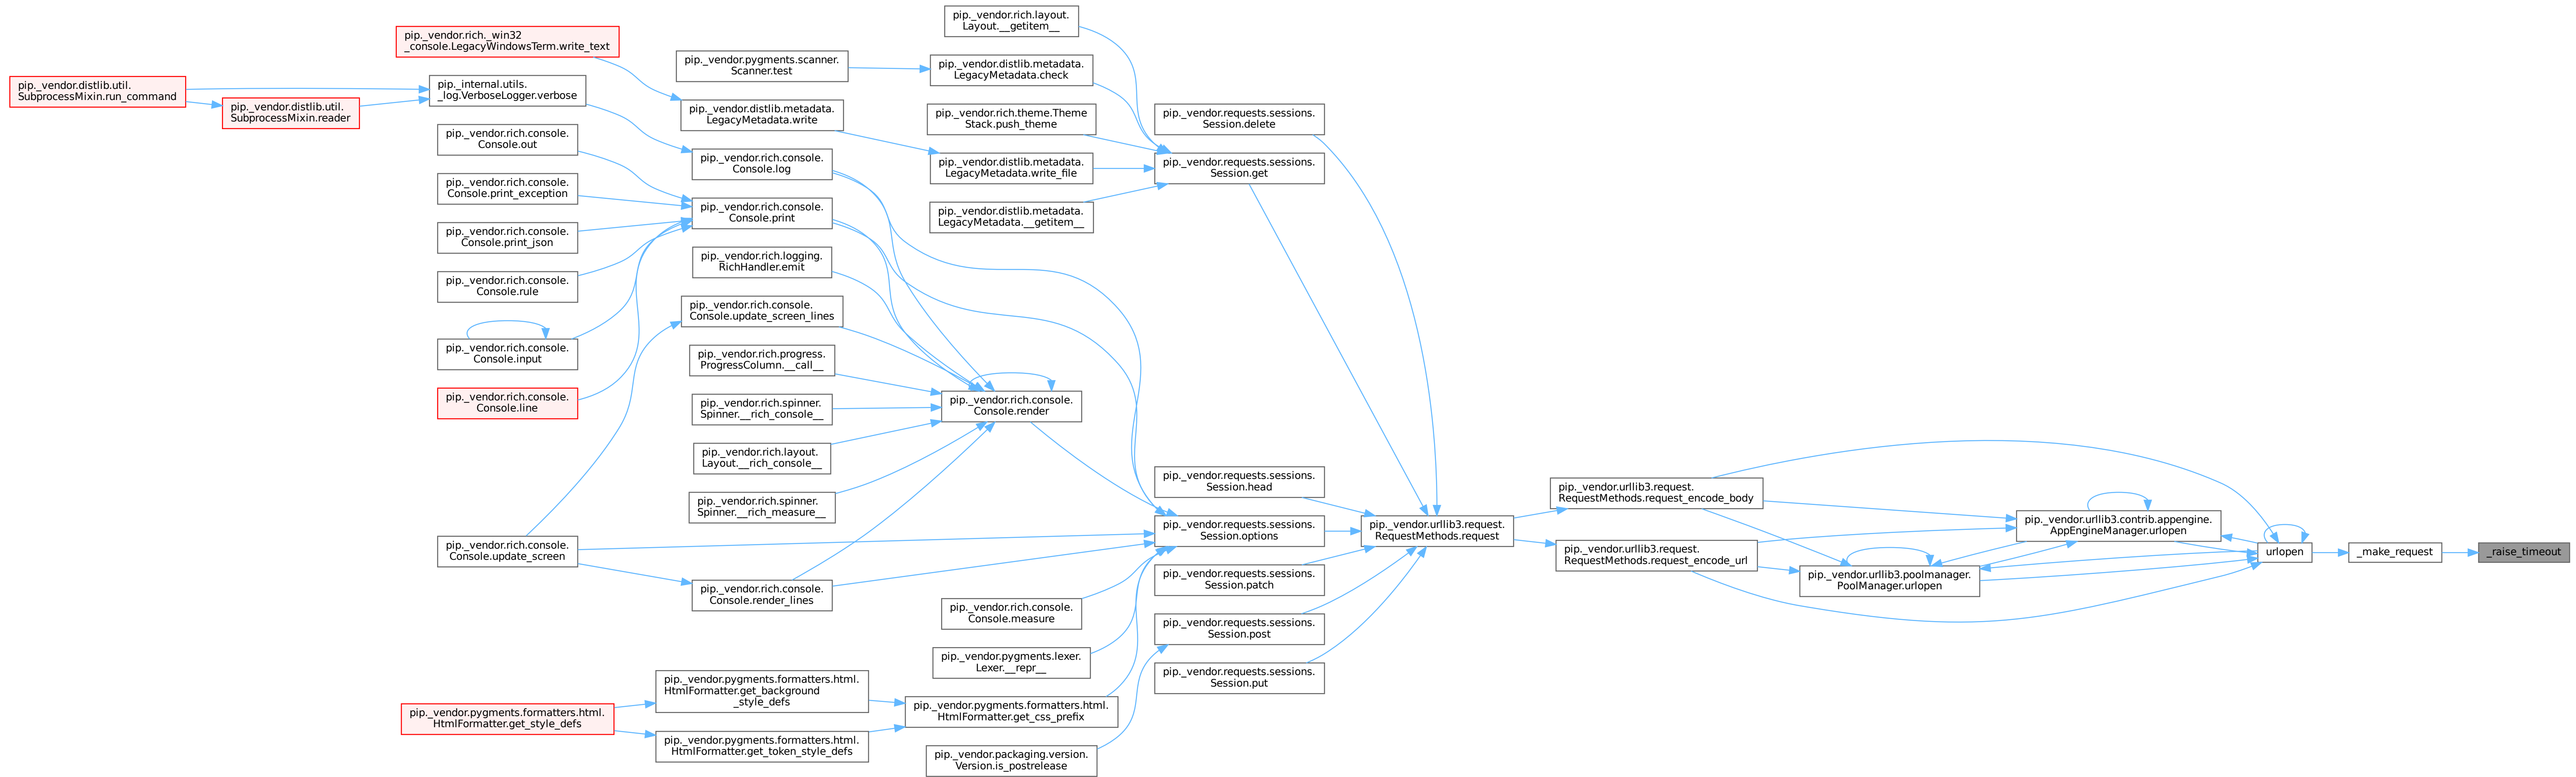 pip._vendor.distlib.util.
SubprocessMixin.run_command
pip._vendor.distlib.util.
SubprocessMixin.reader
pip._vendor.rich._win32
_console.LegacyWindowsTerm.write_text
pip._internal.utils.
_log.VerboseLogger.verbose
pip._vendor.rich.console.
Console.out
pip._vendor.rich.console.
Console.print_exception
pip._vendor.rich.console.
Console.print_json
pip._vendor.rich.console.
Console.rule
pip._vendor.rich.console.
Console.input
pip._vendor.rich.console.
Console.line
pip._vendor.rich.console.
Console.update_screen
pip._vendor.pygments.formatters.html.
HtmlFormatter.get_style_defs
pip._vendor.pygments.scanner.
Scanner.test
pip._vendor.distlib.metadata.
LegacyMetadata.write
pip._vendor.rich.console.
Console.log
pip._vendor.rich.console.
Console.print
pip._vendor.rich.logging.
RichHandler.emit
pip._vendor.rich.console.
Console.update_screen_lines
pip._vendor.rich.progress.
ProgressColumn.__call__
pip._vendor.rich.spinner.
Spinner.__rich_console__
pip._vendor.rich.layout.
Layout.__rich_console__
pip._vendor.rich.spinner.
Spinner.__rich_measure__
pip._vendor.rich.console.
Console.render_lines
pip._vendor.pygments.formatters.html.
HtmlFormatter.get_background
_style_defs
pip._vendor.pygments.formatters.html.
HtmlFormatter.get_token_style_defs
pip._vendor.rich.layout.
Layout.__getitem__
pip._vendor.distlib.metadata.
LegacyMetadata.check
pip._vendor.rich.theme.Theme
Stack.push_theme
pip._vendor.distlib.metadata.
LegacyMetadata.write_file
pip._vendor.distlib.metadata.
LegacyMetadata.__getitem__
pip._vendor.rich.console.
Console.render
pip._vendor.rich.console.
Console.measure
pip._vendor.pygments.lexer.
Lexer.__repr__
pip._vendor.pygments.formatters.html.
HtmlFormatter.get_css_prefix
pip._vendor.packaging.version.
Version.is_postrelease
pip._vendor.requests.sessions.
Session.delete
pip._vendor.requests.sessions.
Session.get
pip._vendor.requests.sessions.
Session.head
pip._vendor.requests.sessions.
Session.options
pip._vendor.requests.sessions.
Session.patch
pip._vendor.requests.sessions.
Session.post
pip._vendor.requests.sessions.
Session.put
pip._vendor.urllib3.request.
RequestMethods.request
pip._vendor.urllib3.request.
RequestMethods.request_encode_body
pip._vendor.urllib3.request.
RequestMethods.request_encode_url
pip._vendor.urllib3.poolmanager.
PoolManager.urlopen
pip._vendor.urllib3.contrib.appengine.
AppEngineManager.urlopen
urlopen
_make_request
_raise_timeout